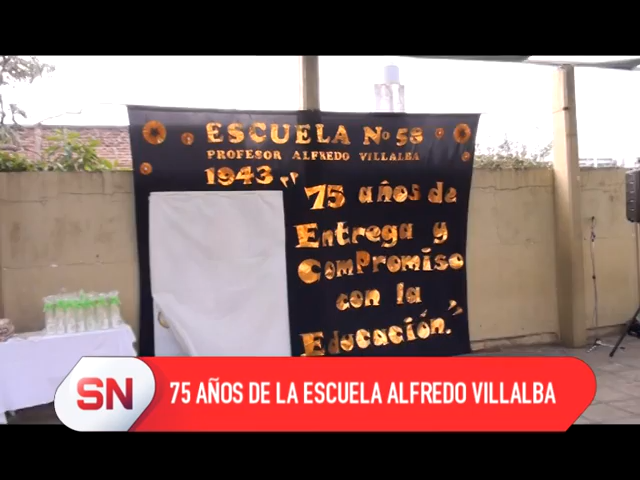 ESCUELA No 58
PROFESOR ALFREDO VILLALBA
1943 "
75 años de
Entrega y
Compromiso
con la
Educación."
SN
75 AÑOS DE LA ESCUELA ALFREDO VILLALBA